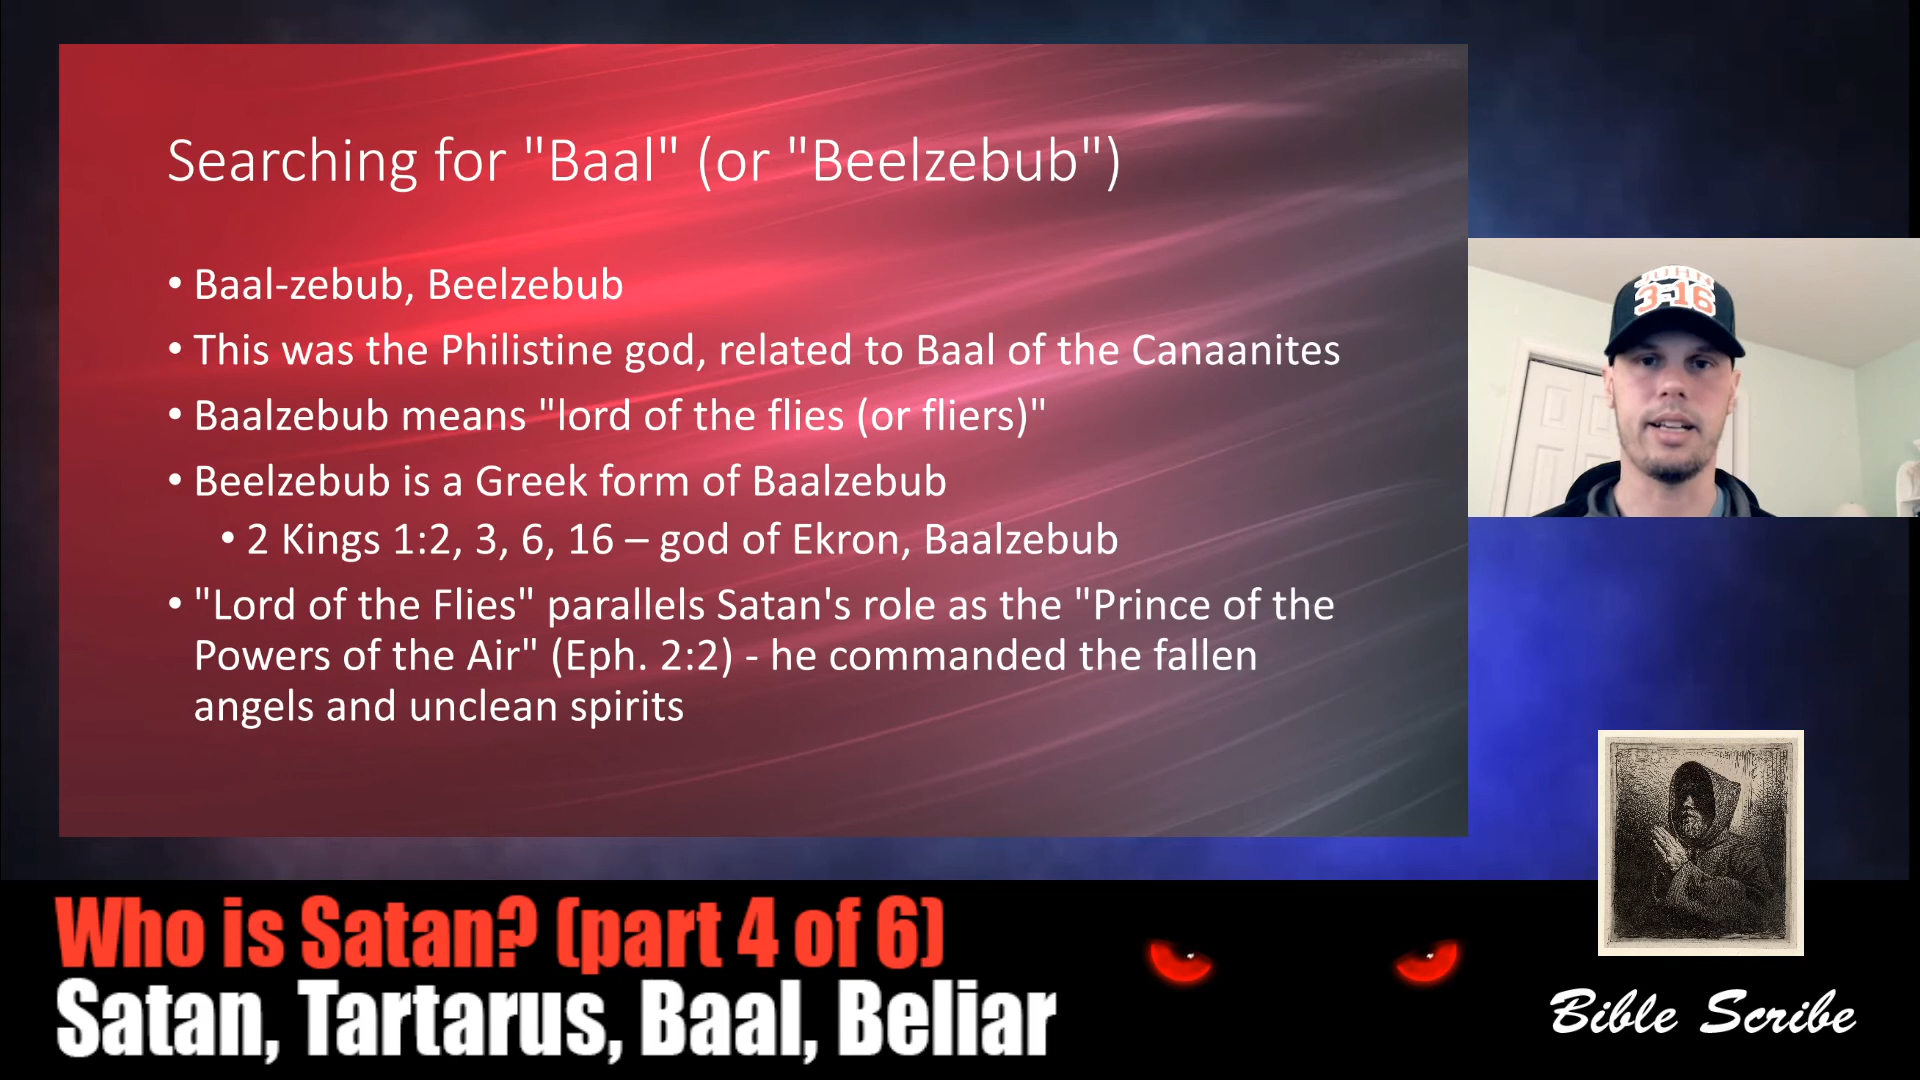 Searching for "Baal" (or "Beelzebub")
• Baal-zebub, Beelzebub
• This was the Philistine god, related to Baal of the Canaanites
• Baalzebub means "lord of the flies (or fliers)"
• Beelzebub is a Greek form of Baalzebub
• 2 Kings 1:2, 3, 6, 16 – god of Ekron, Baalzebub
• "Lord of the Flies" parallels Satan's role as the "Prince of the
Powers of the Air" (Eph. 2:2) - he commanded the fallen
angels and unclean spirits
JOHN
3-16
Who is Satan? (part 4 of 6)
Satan, Tartarus, Baal, Beliar
Bible Scribe